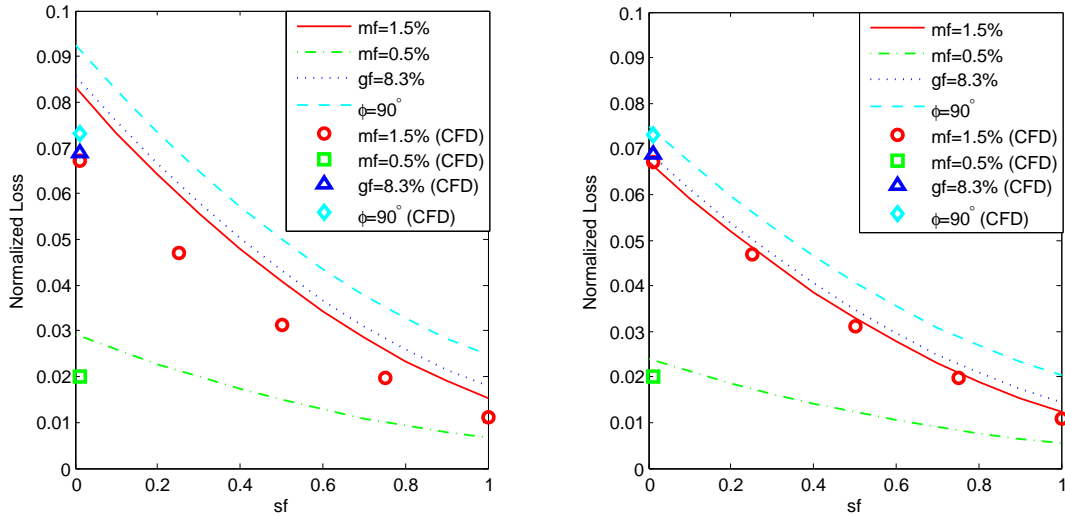 0.1
0.09
0.08
0.07
0.06
0.05
0.04
0.03
0.02
0.01
0
Normalized Loss
0 0.2 0.4 0.6 0.8 1
sf
mf=1.5%
mf=0.5%
gf=8.3%
ϕ=90°
mf=1.5% (CFD)
mf=0.5% (CFD)
gf=8.3% (CFD)
ϕ=90° (CFD)
0.1
0.09
0.08
0.07
0.06
0.05
0.04
0.03
0.02
0.01
0
Normalized Loss
0 0.2 0.4 0.6 0.8 1
sf
mf=1.5%
mf=0.5%
gf=8.3%
ϕ=90°
mf=1.5% (CFD)
mf=0.5% (CFD)
gf=8.3% (CFD)
ϕ=90° (CFD)